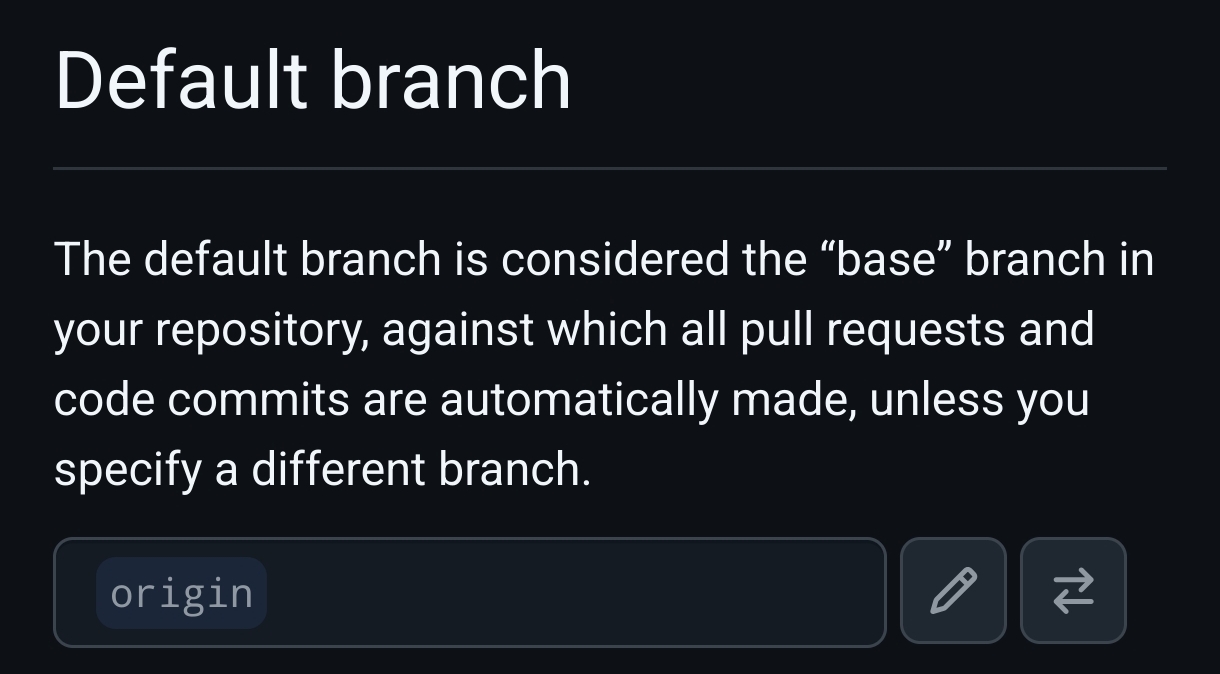 Default branch
The default branch is considered the “base” branch in
your repository, against which all pull requests and
code commits are automatically made, unless you
specify a different branch.
origin